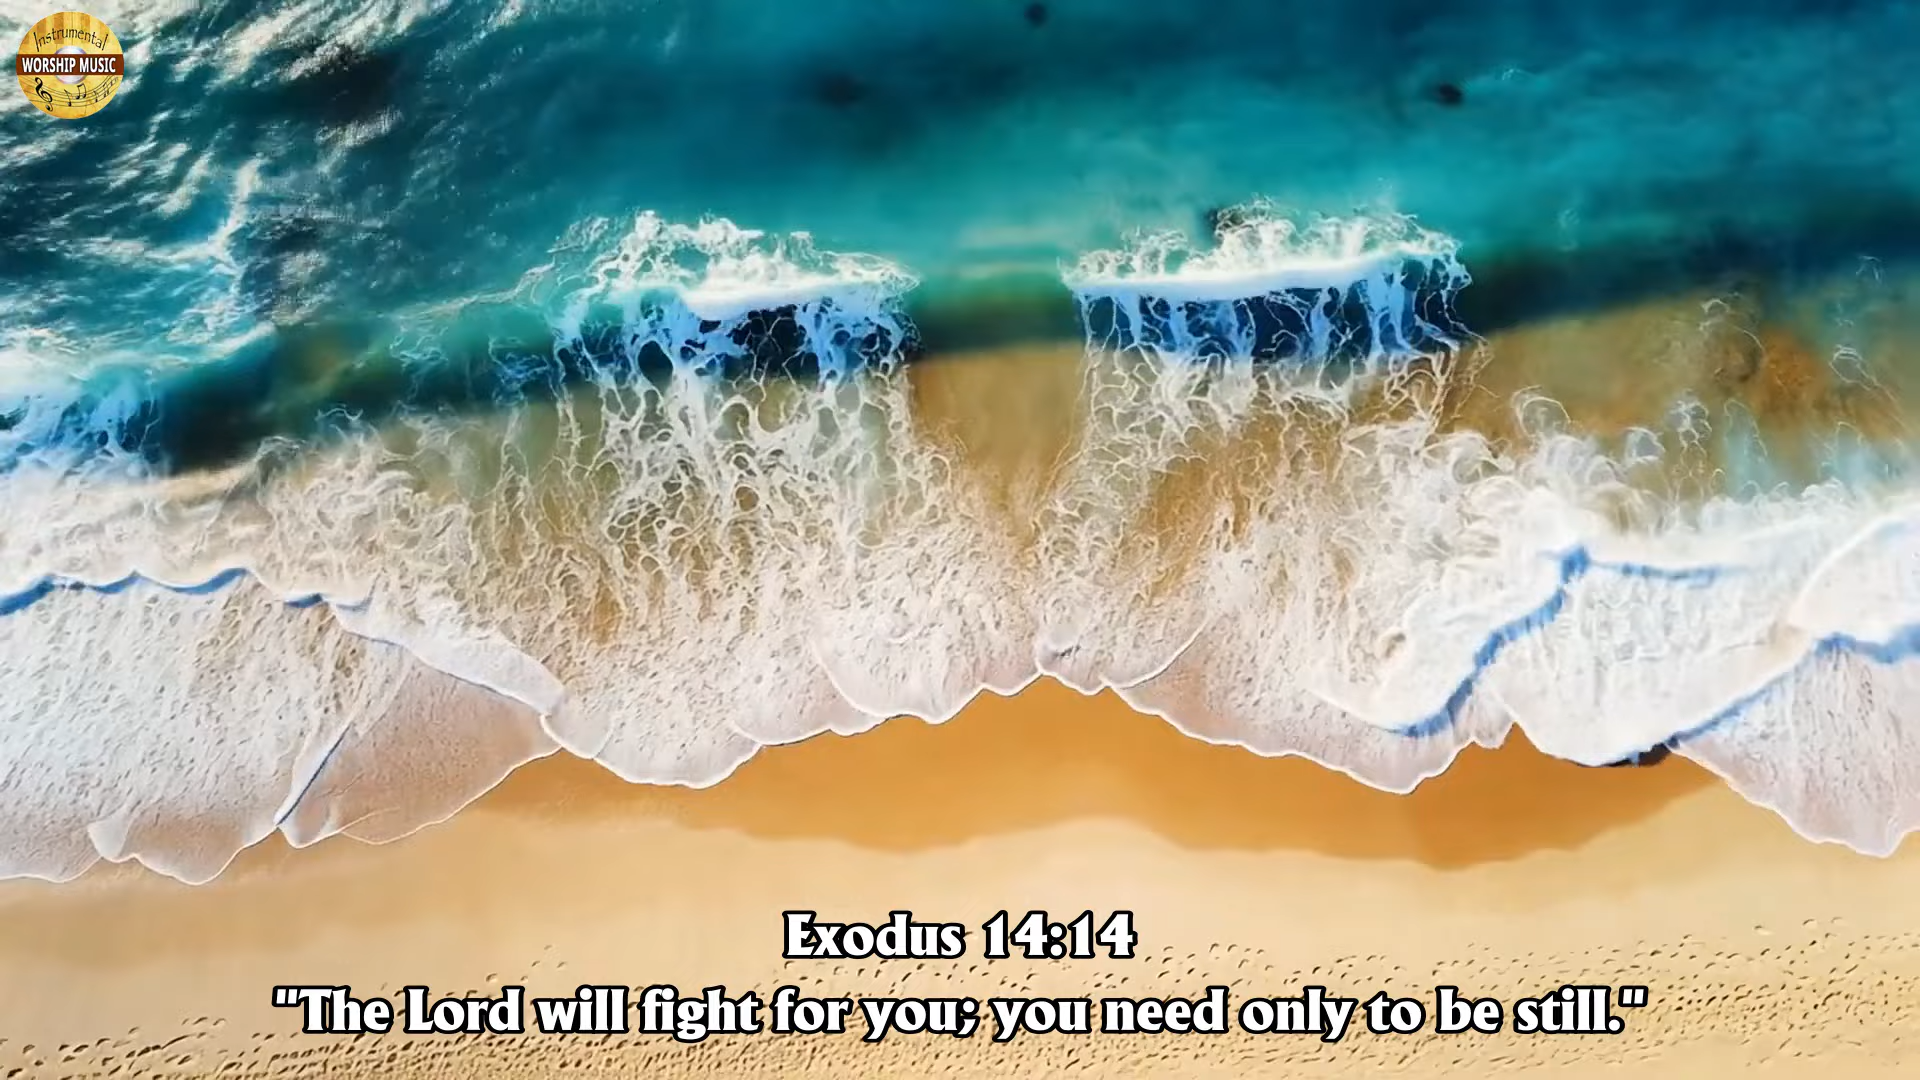 Instrumental
WORSHIP MUSIC
Exodus 14:14
"The Lord will fight for you; you need only to be still."